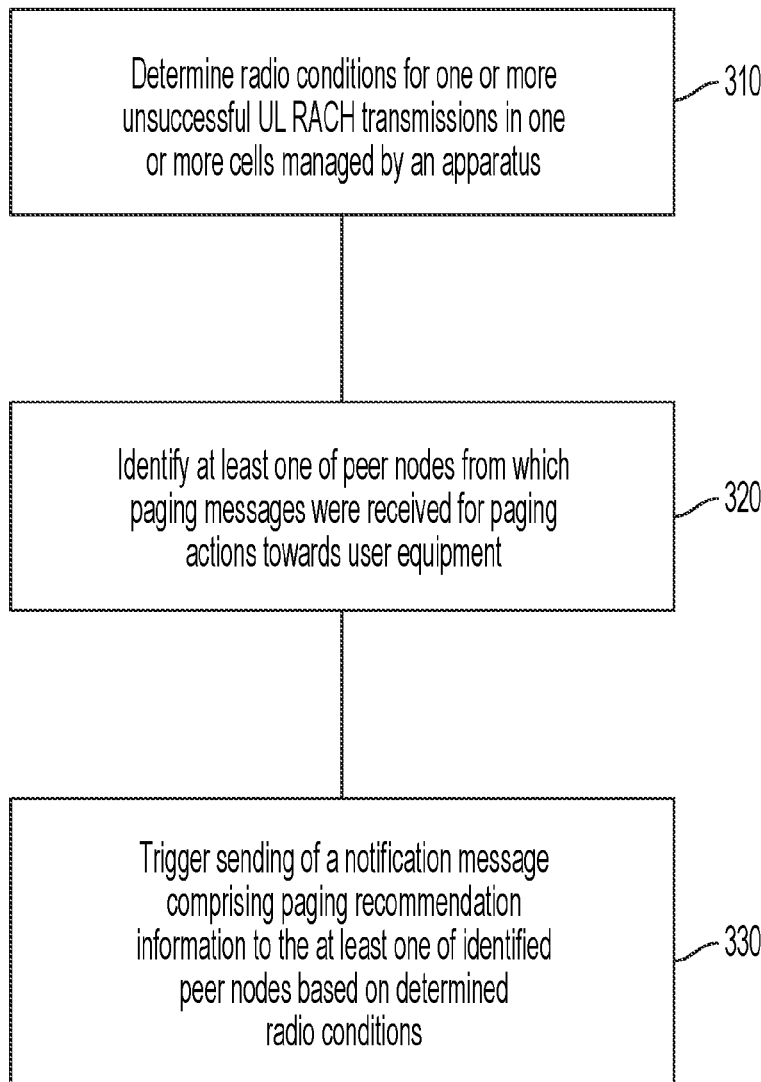 Determine radio conditions for one or more
unsuccessful UL RACH transmissions in one
or more cells managed by an apparatus
310
Identify at least one of peer nodes from which
paging messages were received for paging
actions towards user equipment
320
Trigger sending of a notification message
comprising paging recommendation
information to the at least one of identified
peer nodes based on determined
radio conditions
330